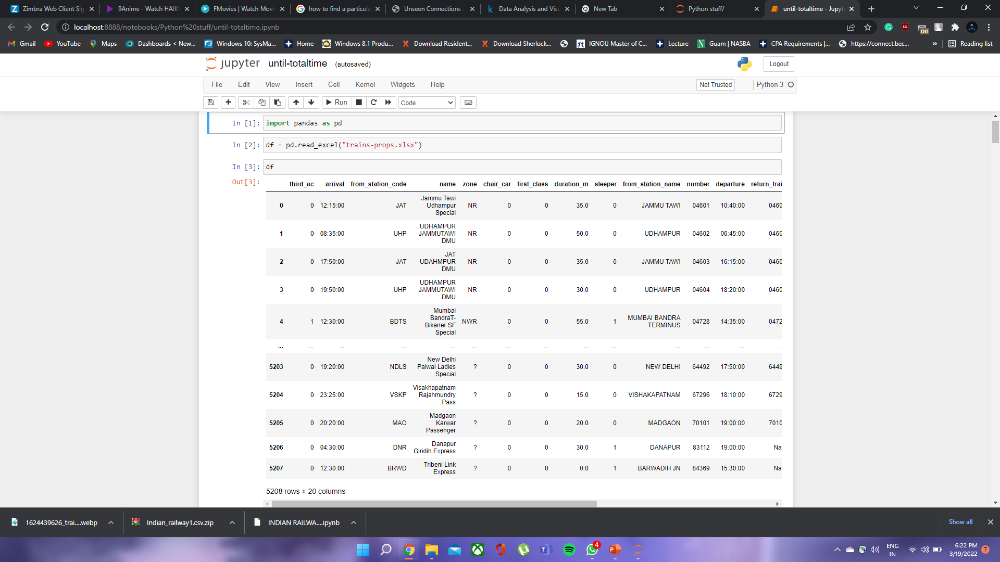 Zimbra Web Client Sig
9Anime - Watch HAIK
FMovies | Watch Movi
how to find a particula
Unseen Connections -
Data Analysis and Visu
New Tab
Python stuff/
until-totaltime - Jupyt
localhost:8888/notebooks/Python%20stuff/until-totaltime.ipynb
Off
Gmail
YouTube
Maps
Dashboards < New...
Windows 10: SysMa...
Home
Windows 8.1 Produ...
Download Resident...
Download Sherlock...
IGNOU Master of C...
Lecture
Guam | NASBA
CPA Requirements |...
https://connect.bec...
»
Reading list
jupyter until-totaltime (autosaved)
Logout
File Edit View Insert Cell Kernel Widgets Help
Not Trusted
Python 3
Run
Code
In [1]: import pandas as pd
In [2]: df = pd.read_excel("trains-props.xlsx")
In [3]: df
Out[3]:
third_ac arrival from_station_code name zone chair_car first_class duration_m sleeper from_station_name number departure return_trai
0 0 12:15:00 JAT Jammu Tawi Udhampur Special NR 0 0 35.0 0 JAMMU TAWI 04601 10:40:00 0460
1 0 08:35:00 UHP UDHAMPUR JAMMUTAWI DMU NR 0 0 50.0 0 UDHAMPUR 04602 06:45:00 0460
2 0 17:50:00 JAT JAT UDAHMPUR DMU NR 0 0 35.0 0 JAMMU TAWI 04603 16:15:00 0460
3 0 19:50:00 UHP UDHAMPUR JAMMUTAWI DMU NR 0 0 30.0 0 UDHAMPUR 04604 18:20:00 0460
4 1 12:30:00 BDTS Mumbai BandraT-Bikaner SF Special NWR 0 0 55.0 1 MUMBAI BANDRA TERMINUS 04728 14:35:00 0472
... ... ... ... ... ... ... ... ... ... ... ... ... .
5203 0 19:20:00 NDLS New Delhi Palwal Ladies Special ? 0 0 30.0 0 NEW DELHI 64492 17:50:00 6449
5204 0 23:25:00 VSKP Visakhapatnam Rajahmundry Pass ? 0 0 15.0 0 VISHAKAPATNAM 67296 18:10:00 6729
5205 0 20:20:00 MAO Madgaon Karwar Passenger ? 0 0 20.0 0 MADGAON 70101 19:00:00 7010
5206 0 04:30:00 DNR Danapur Giridih Express ? 0 0 30.0 1 DANAPUR 83112 19:00:00 Na
5207 0 12:30:00 BRWD Tribeni Link Express ? 0 0 0.0 1 BARWADIH JN 84369 15:30:00 Na
5208 rows × 20 columns
1624439626_trai....webp
Indian_railway1.csv.zip
INDIAN RAILWA....ipynb
Show all
4
ENG
IN
6:22 PM
3/19/2022
7